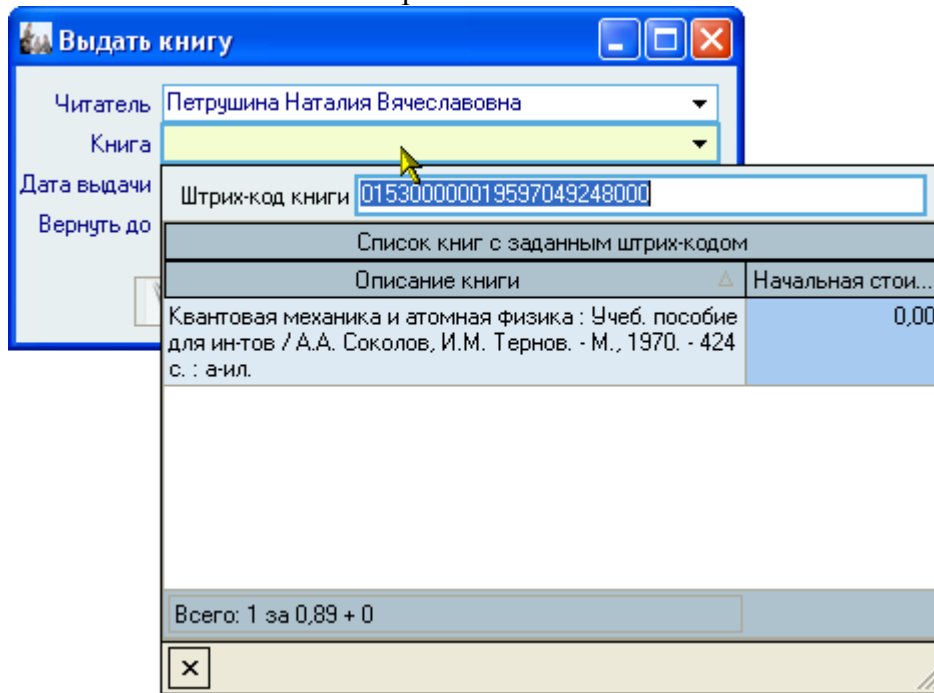 Выдать книгу
Читатель Петрушина Наталия Вячеславовна
Книга
Дата выдачи
Штрих-код книги 0153000000019597049248000
Вернуть до
Список книг с заданным штрих-кодом
Описание книги Начальная стои...
Квантовая механика и атомная физика : Учеб. пособие 0,00
для ин-тов / А.А. Соколов, И.М. Тернов. - М., 1970. - 424
с. : а-ил.
Всего: 1 за 0,89 + 0